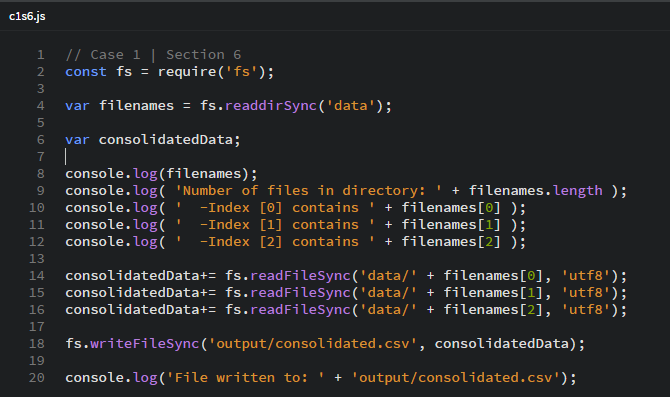 c1s6.js
1 // Case 1 | Section 6
2 const fs = require('fs');
3
4 var filenames = fs.readdirSync('data');
5
6 var consolidatedData;
7
8 console.log(filenames);
9 console.log( 'Number of files in directory: ' + filenames.length );
10 console.log( '  -Index [0] contains ' + filenames[0] );
11 console.log( '  -Index [1] contains ' + filenames[1] );
12 console.log( '  -Index [2] contains ' + filenames[2] );
13
14 consolidatedData+= fs.readFileSync('data/' + filenames[0], 'utf8');
15 consolidatedData+= fs.readFileSync('data/' + filenames[1], 'utf8');
16 consolidatedData+= fs.readFileSync('data/' + filenames[2], 'utf8');
17
18 fs.writeFileSync('output/consolidated.csv', consolidatedData);
19
20 console.log('File written to: ' + 'output/consolidated.csv');